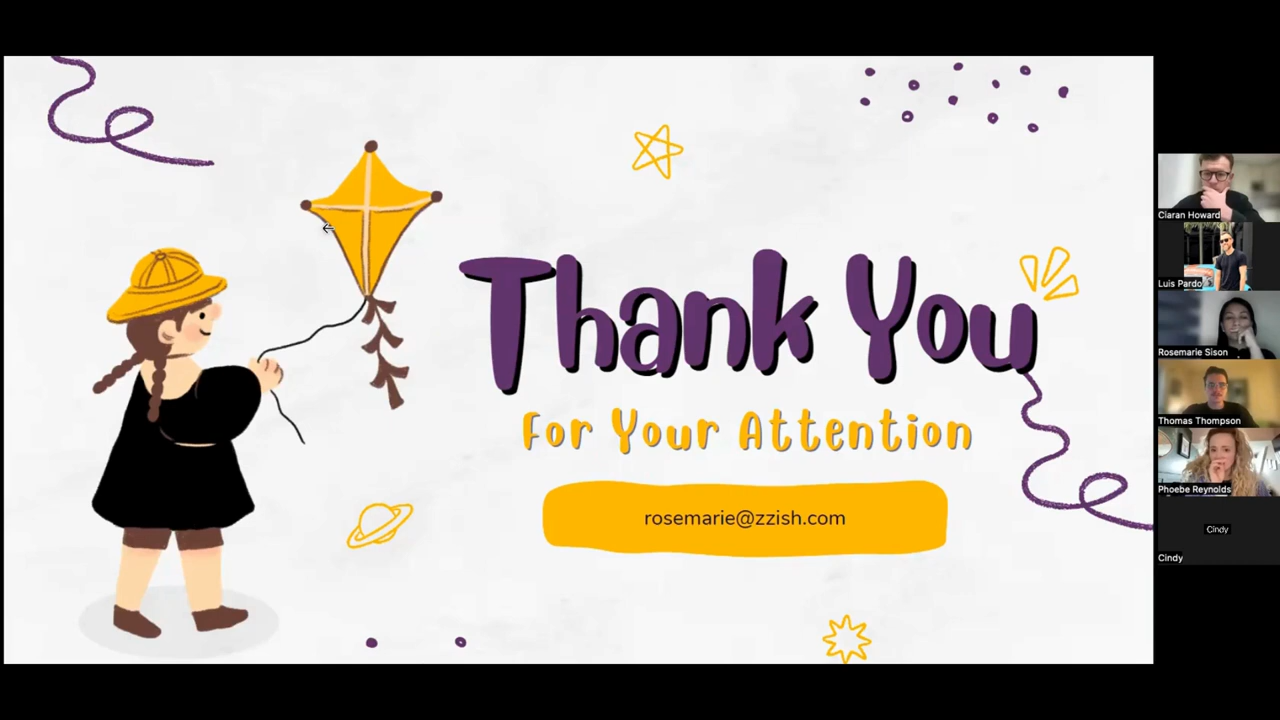 Thank You
For Your Attention
rosemarie@zzish.com
Ciaran Howard
Luis Pardo
Rosemarie Sison
Thomas Thompson
Phoebe Reynolds
Cindy
Cindy